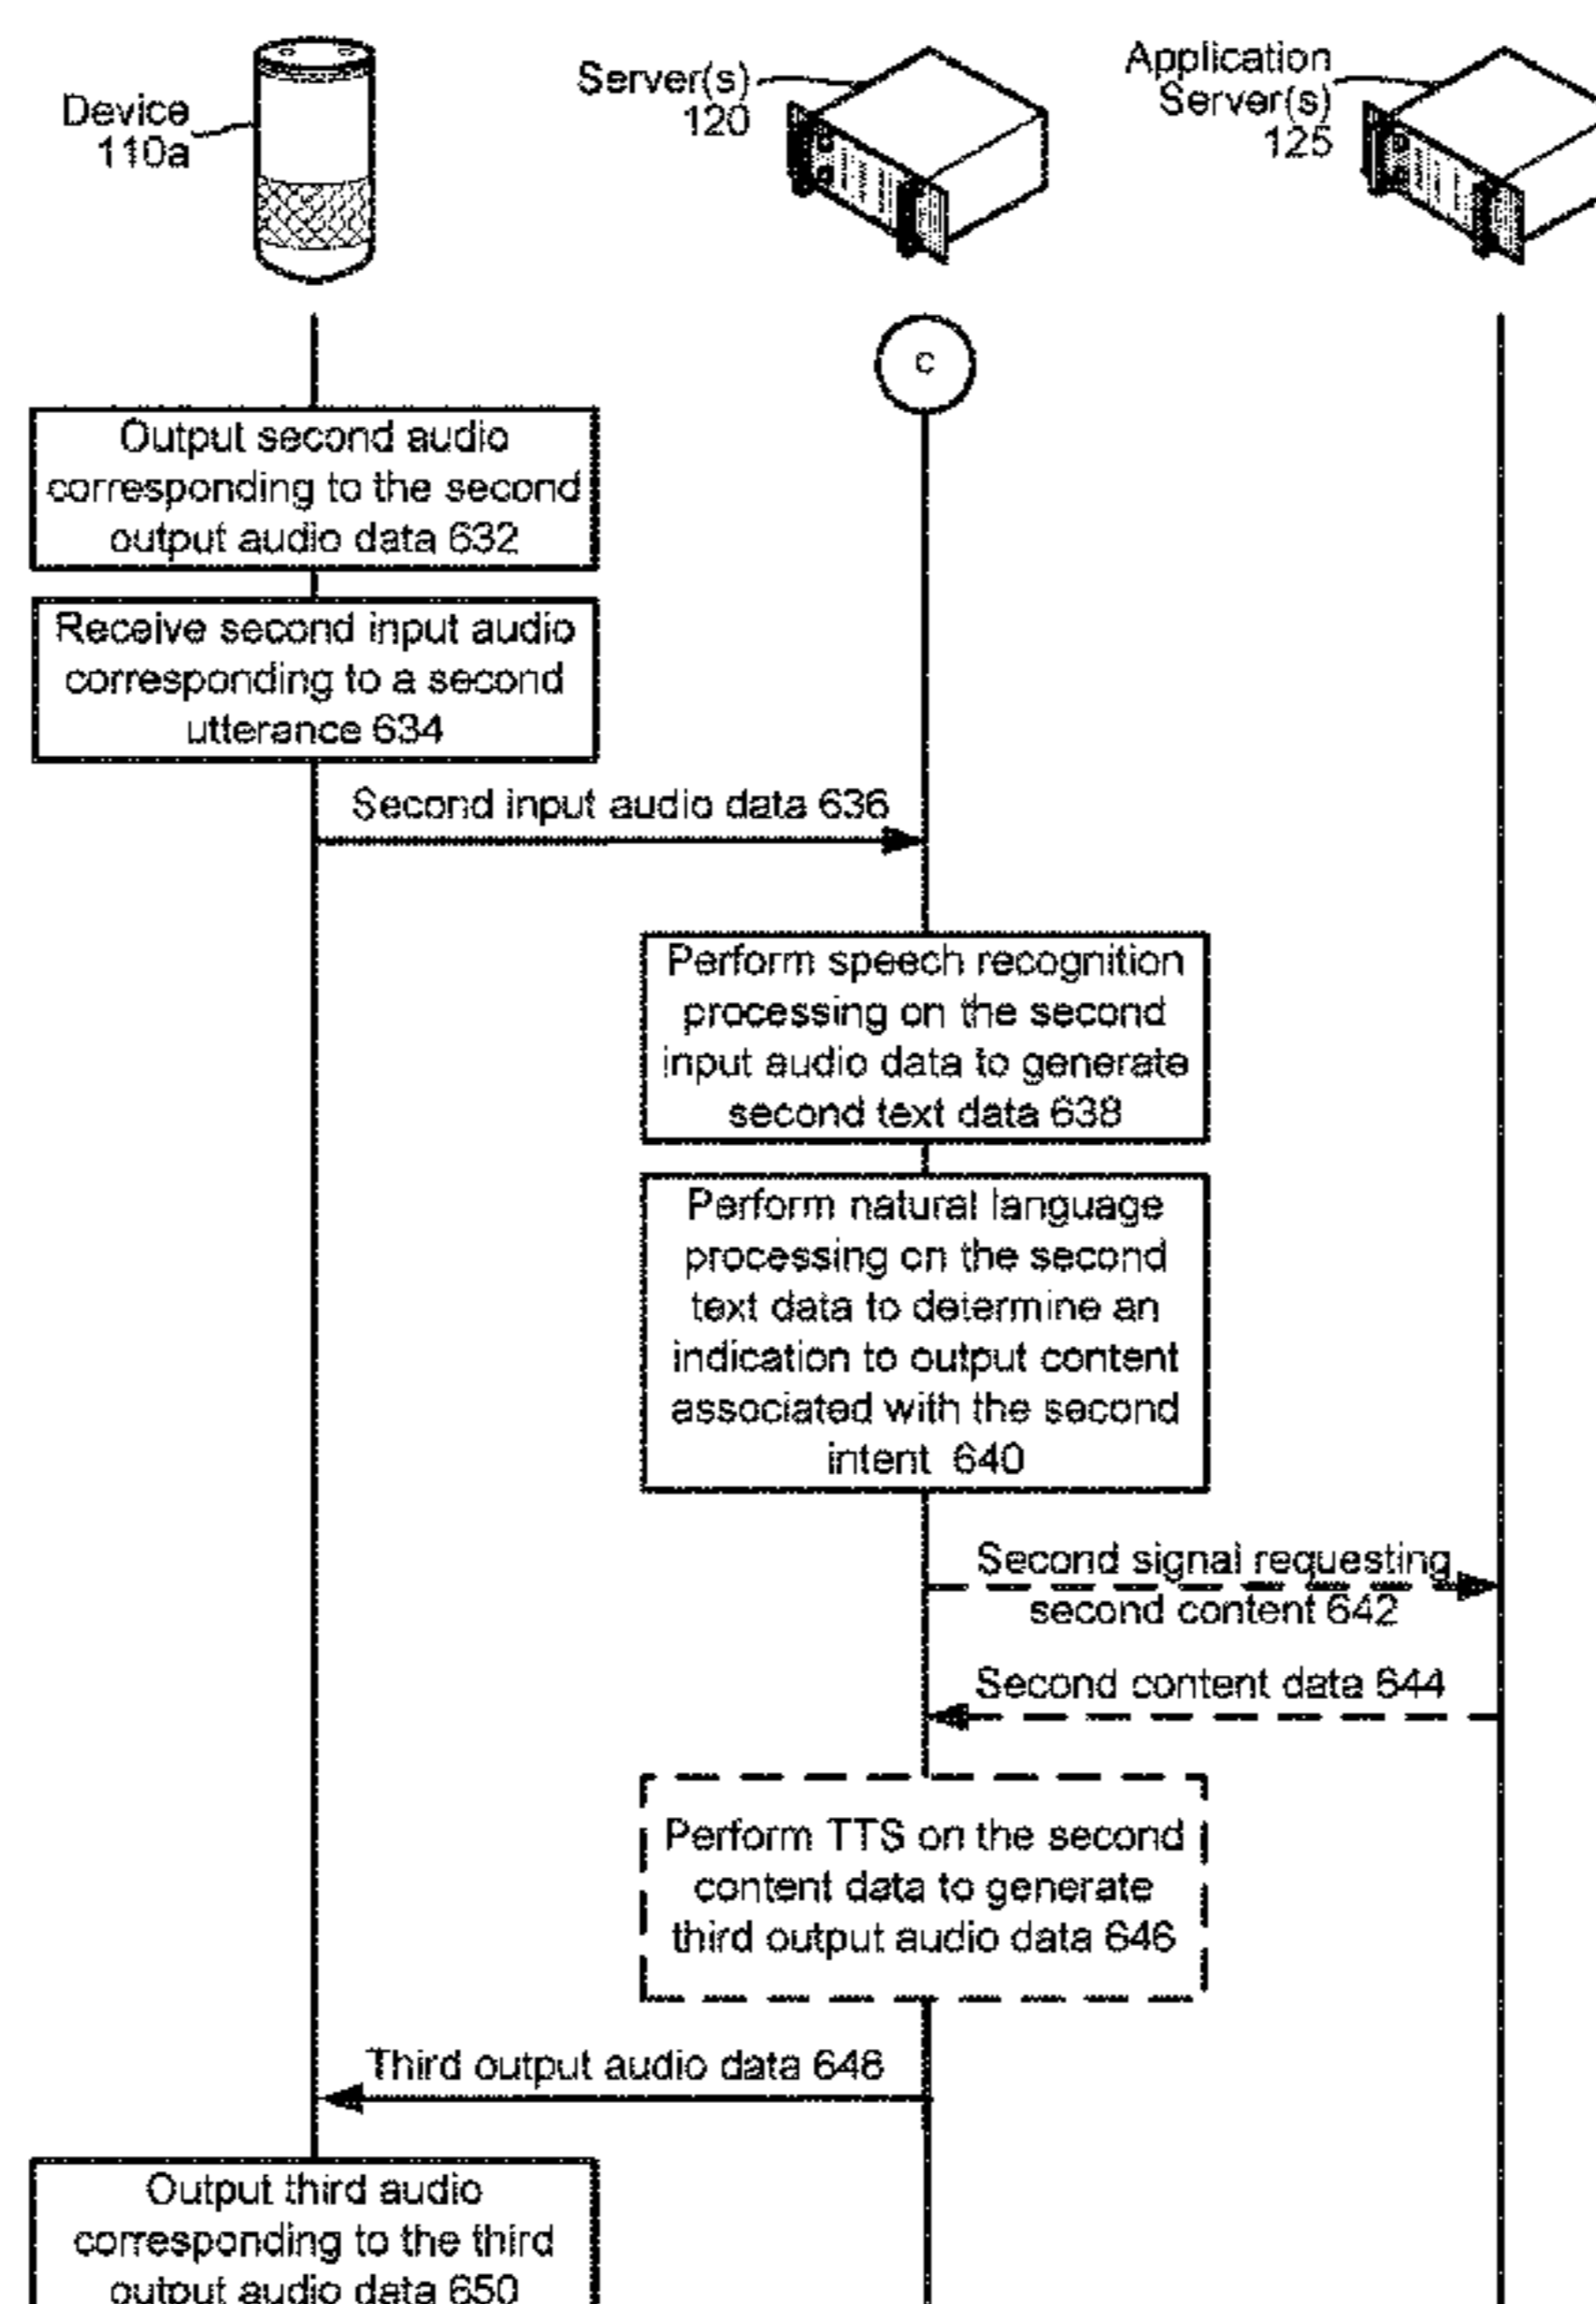 Device
110a
Server(s)
120
Application
Server(s)
125
c
Output second audio
corresponding to the second
output audio data 632
Receive second input audio
corresponding to a second
utterance 634
Second input audio data 636
Perform speech recognition
processing on the second
input audio data to generate
second text data 638
Perform natural language
processing on the second
text data to determine an
indication to output content
associated with the second
intent 640
Second signal requesting
second content 642
Second content data 644
Perform TTS on the second
content data to generate
third output audio data 646
Third output audio data 646
Output third audio
corresponding to the third
output audio data 650